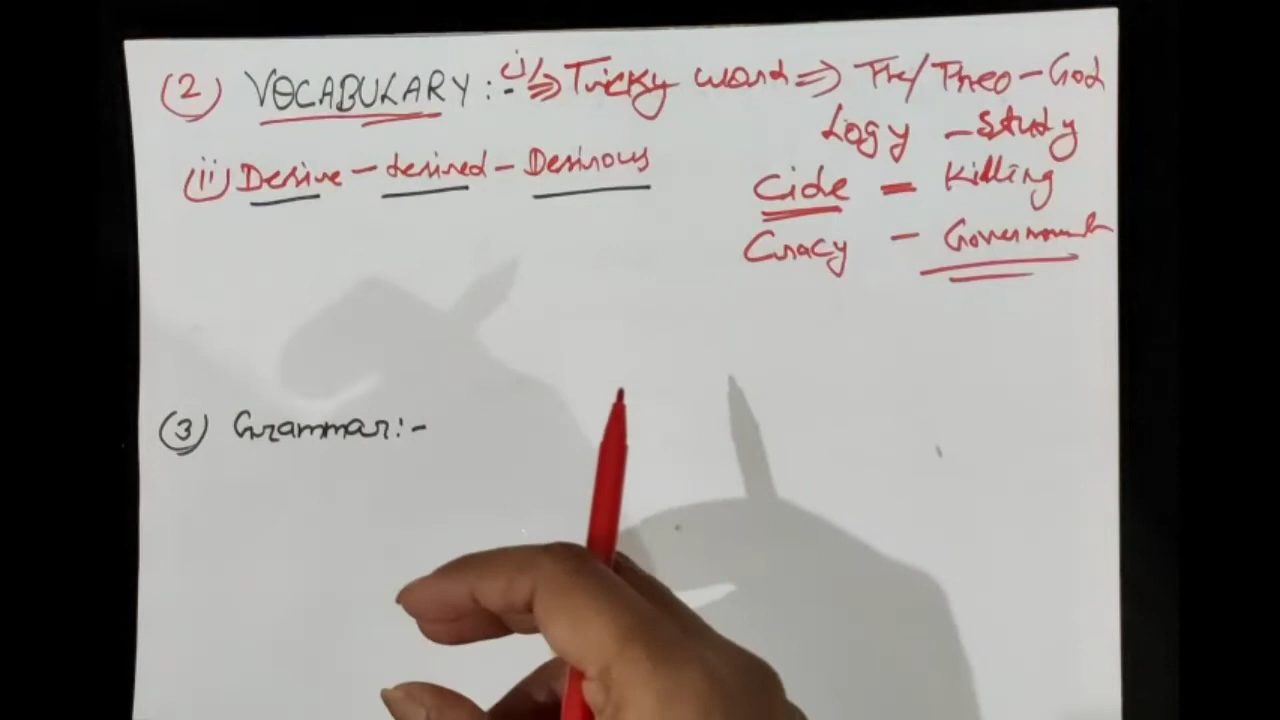 (2) VOCABULARY :- i) ⇒ Tricky word ⇒ The/Theo - God
Logy - Study
(ii) Desire - desired - Desirous
Cide - Killing
Cracy - Government
(3) Grammar :-